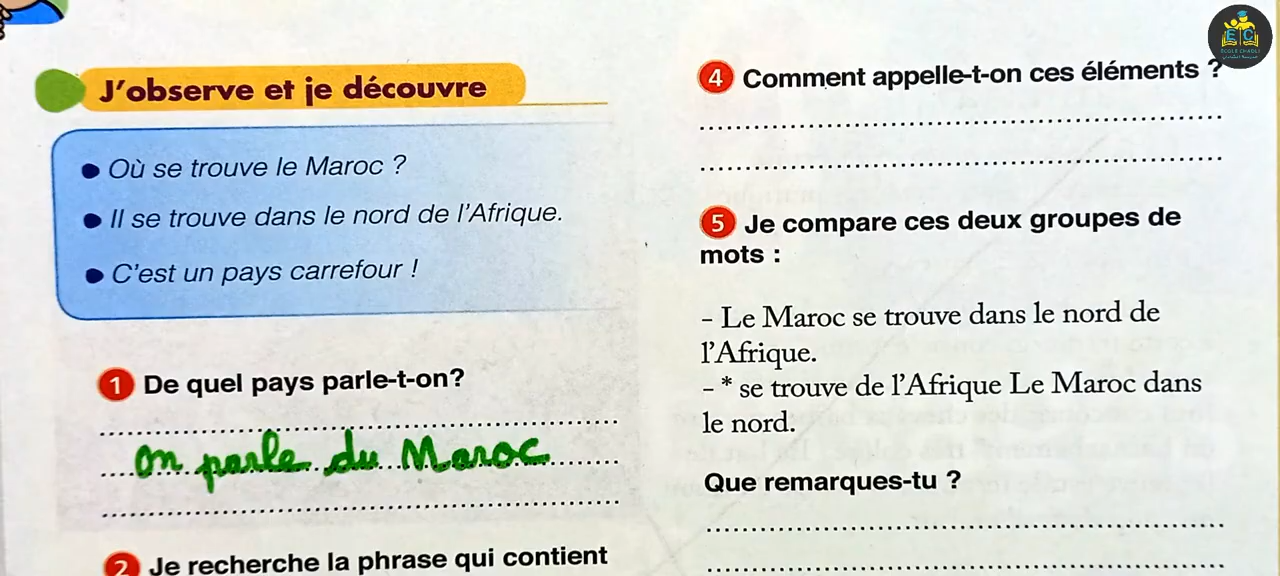 J'observe et je découvre
● Où se trouve le Maroc ?
● Il se trouve dans le nord de l'Afrique.
● C'est un pays carrefour !
1 De quel pays parle-t-on?
On parle du Maroc
2 Je recherche la phrase qui contient
EC
ECOLE CHADLI
4 Comment appelle-t-on ces éléments ?
5 Je compare ces deux groupes de
mots :
- Le Maroc se trouve dans le nord de
l'Afrique.
- * se trouve de l'Afrique Le Maroc dans
le nord.
Que remarques-tu ?